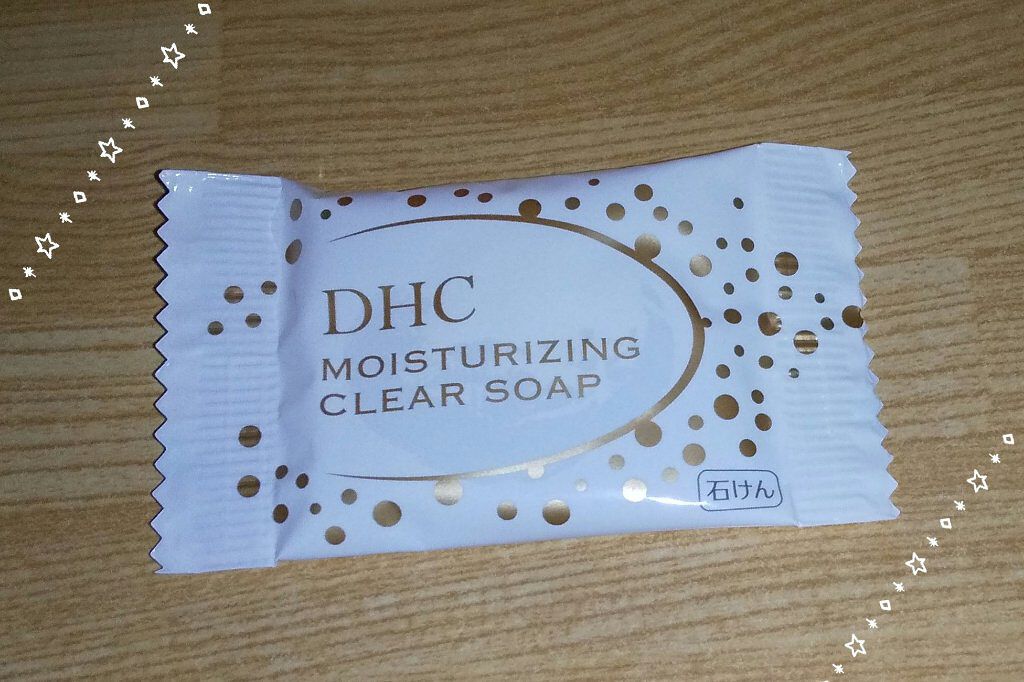 DHC
MOISTURIZING
CLEAR SOAP
石けん